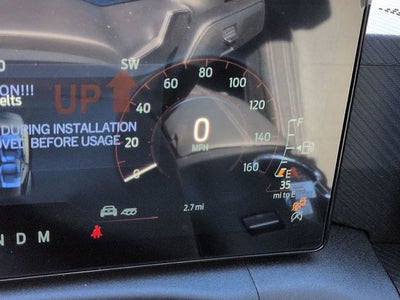 SW
ON!!!
elts
UP
DURING INSTALLATION
OVED BEFORE USAGE
0 20 40 60 80 100 120 140 160
0
MPH
F
E
35
mi to E
2.7 mi
N D M